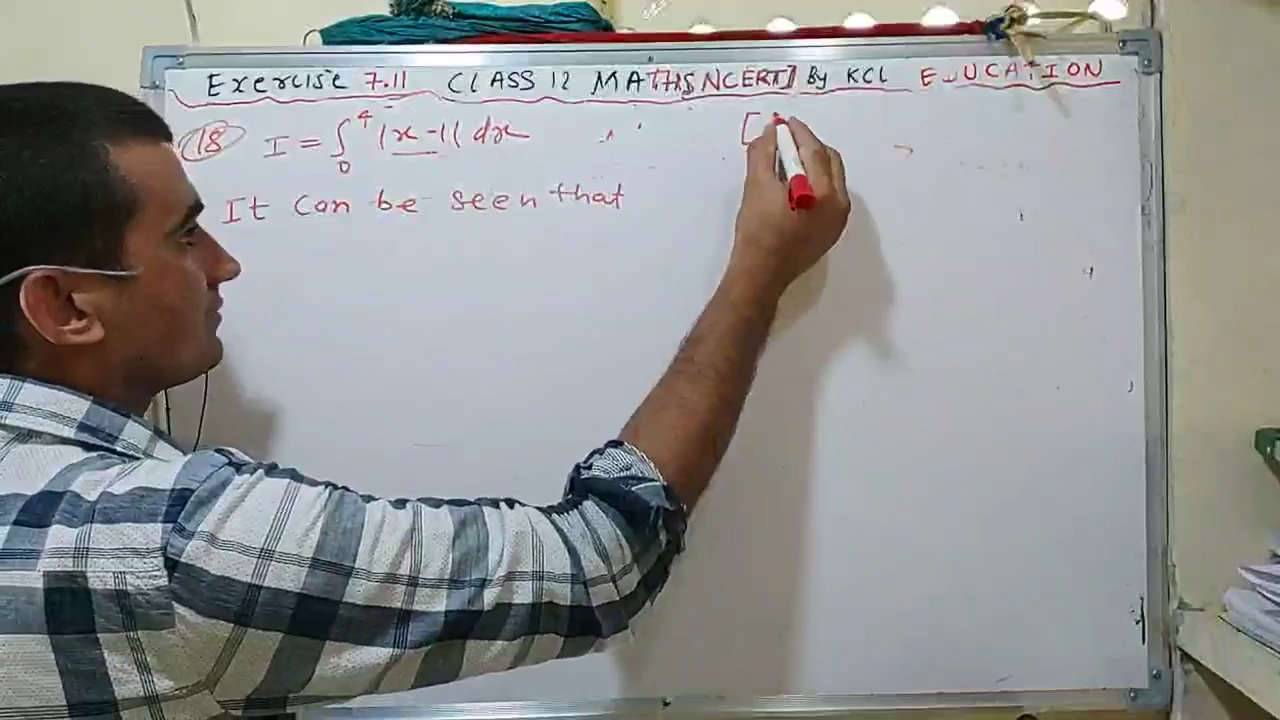 Exercise 7.11 CLASS 12 MATHS [NCERT] By KCL EDUCATION
18 I = ∫₀⁴ |x-1| dx [
It can be seen that